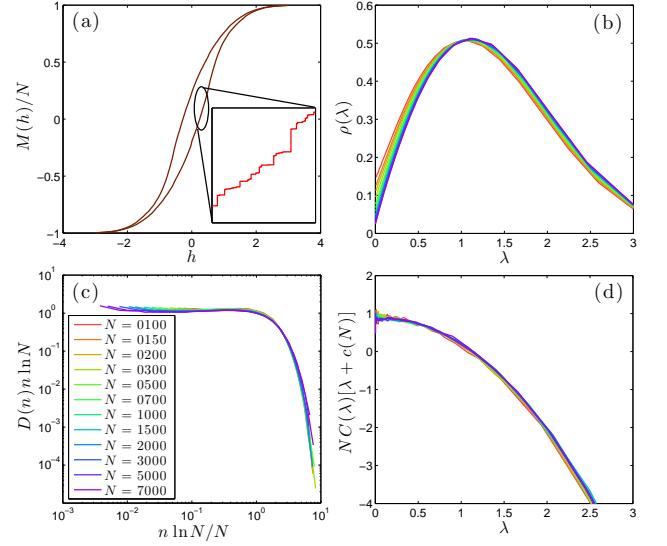 (a)
M(h)/N
1
0.5
0
−0.5
−1
−4
−2
0
2
4
h
(b)
ρ(λ)
0.6
0.5
0.4
0.3
0.2
0.1
0
0
0.5
1
1.5
2
2.5
3
λ
(c)
D(n)n ln N
10^1
10^0
10^−1
10^−2
10^−3
10^−4
N = 0100
N = 0150
N = 0200
N = 0300
N = 0500
N = 0700
N = 1000
N = 1500
N = 2000
N = 3000
N = 5000
N = 7000
10^−3
10^−2
10^−1
10^0
10^1
n ln N/N
(d)
NC(λ)[λ + c(N)]
2
1
0
−1
−2
−3
−4
0
0.5
1
1.5
2
2.5
3
λ